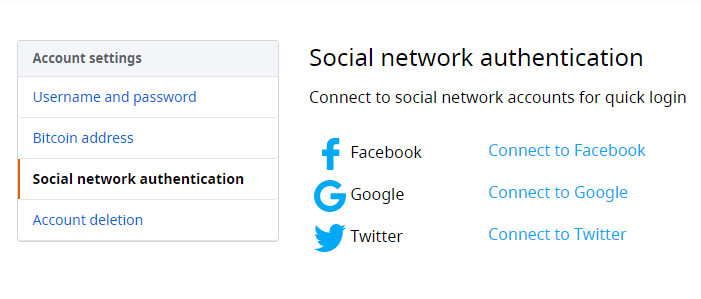 Account settings
Username and password
Bitcoin address
Social network authentication
Account deletion
Social network authentication
Connect to social network accounts for quick login
Facebook Connect to Facebook
Google Connect to Google
Twitter Connect to Twitter